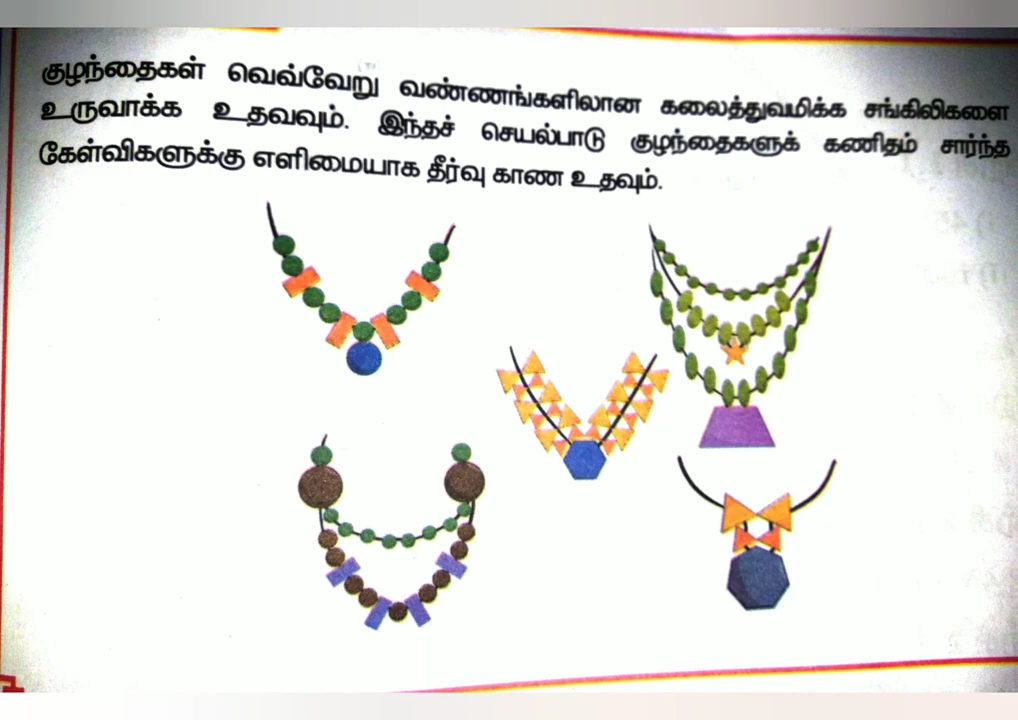 குழந்தைகள் வெவ்வேறு வண்ணங்களிலான கலைத்துவமிக்க சங்கிலிகளை
உருவாக்க உதவவும். இந்தச் செயல்பாடு குழந்தைகளுக் கணிதம் சார்ந்த
கேள்விகளுக்கு எளிமையாக தீர்வு காண உதவும்.